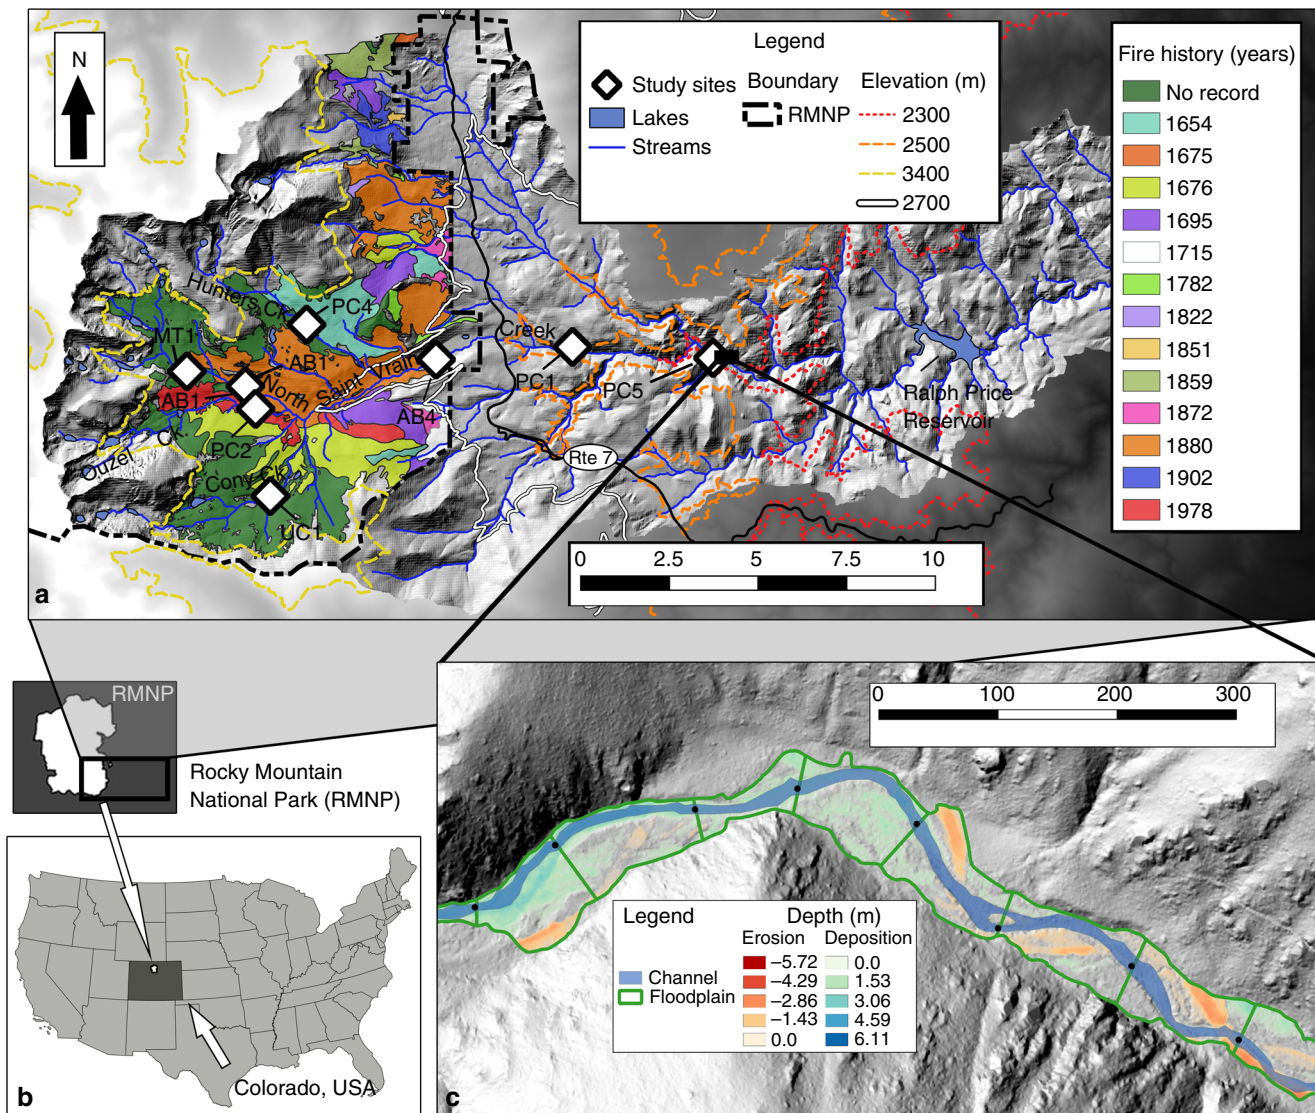 N
Legend
Study sites
Lakes
Streams
Boundary
RMNP
Elevation (m)
2300
2500
3400
2700
Fire history (years)
No record
1654
1675
1676
1695
1715
1782
1822
1851
1859
1872
1880
1902
1978
Hunters Ck
PC4
MT1
AB1
AB1
North Saint Vrain Creek
PC2
AB4
Ouzel Ck
Cony Ck
UC1
PC1
PC5
Ralph Price
Reservoir
Rte 7
0 2.5 5 7.5 10
a
RMNP
Rocky Mountain
National Park (RMNP)
Colorado, USA
b
0 100 200 300
Legend
Channel
Floodplain
Depth (m)
Erosion Deposition
−5.72 0.0
−4.29 1.53
−2.86 3.06
−1.43 4.59
0.0 6.11
c